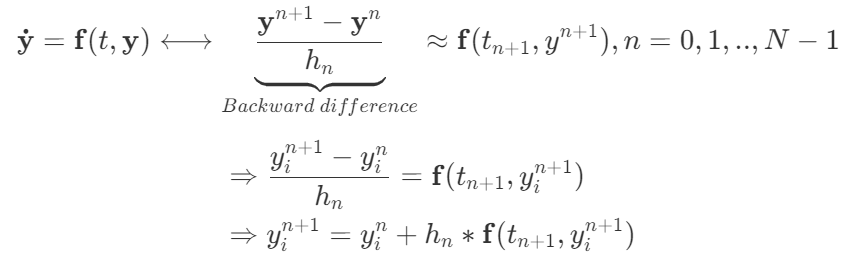 ẏ = f(t, y) ⟷ (y^{n+1} − y^n)/h_n ≈ f(t_{n+1}, y^{n+1}), n = 0, 1, .., N − 1
Backward difference
⇒ (y_i^{n+1} − y_i^n)/h_n = f(t_{n+1}, y_i^{n+1})
⇒ y_i^{n+1} = y_i^n + h_n ∗ f(t_{n+1}, y_i^{n+1})